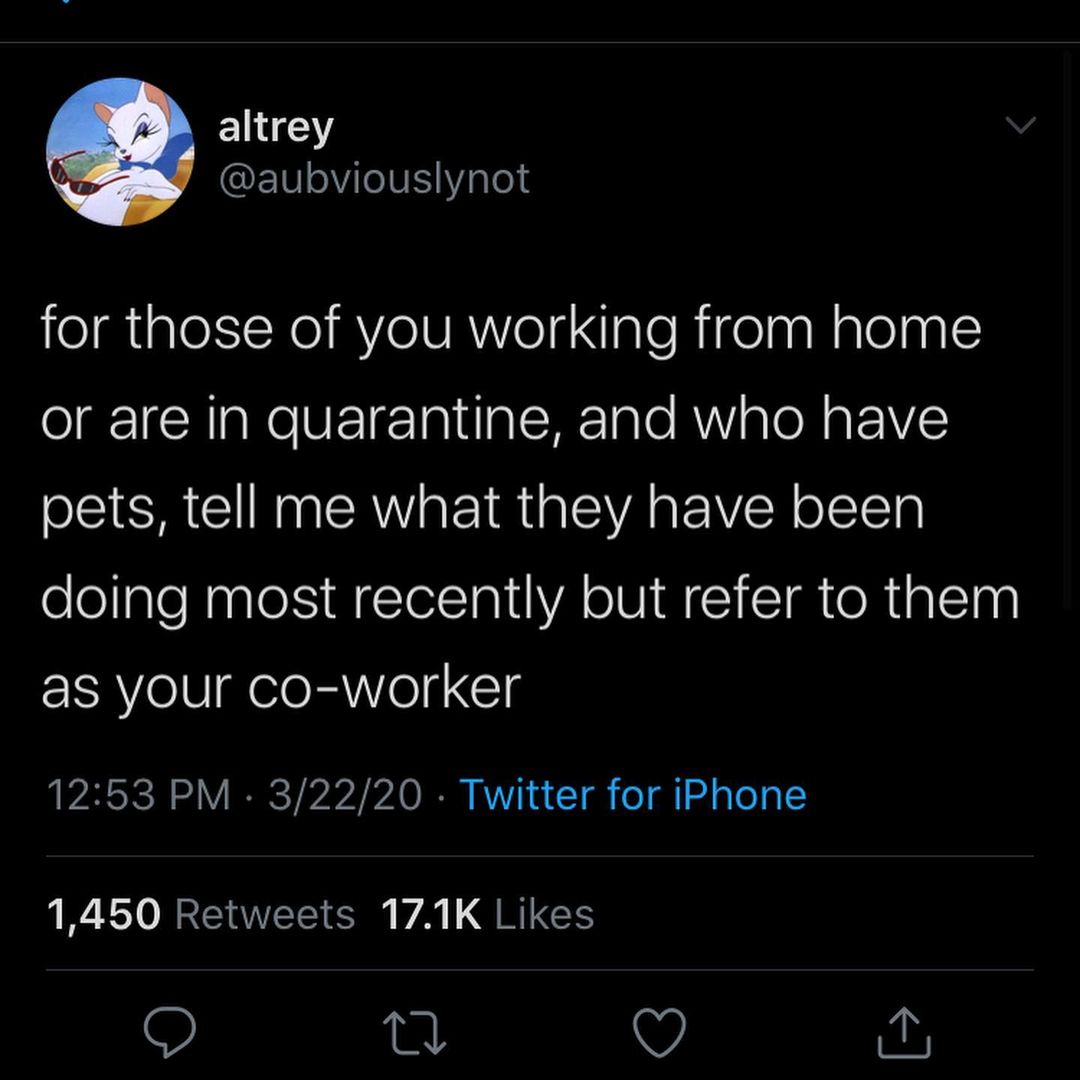 altrey
@aubviouslynot
for those of you working from home
or are in quarantine, and who have
pets, tell me what they have been
doing most recently but refer to them
as your co-worker
12:53 PM · 3/22/20 · Twitter for iPhone
1,450 Retweets 17.1K Likes